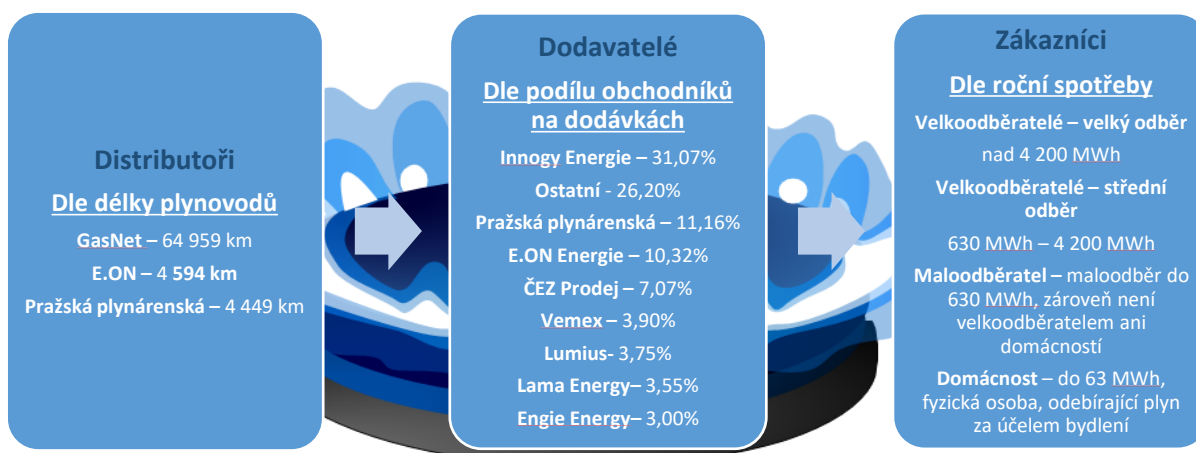 Distributoři
Dle délky plynovodů
GasNet – 64 959 km
E.ON – 4 594 km
Pražská plynárenská – 4 449 km
Dodavatelé
Dle podílu obchodníků
na dodávkách
Innogy Energie – 31,07%
Ostatní - 26,20%
Pražská plynárenská – 11,16%
E.ON Energie – 10,32%
ČEZ Prodej – 7,07%
Vemex – 3,90%
Lumius- 3,75%
Lama Energy– 3,55%
Engie Energy– 3,00%
Zákazníci
Dle roční spotřeby
Velkoodběratelé – velký odběr
nad 4 200 MWh
Velkoodběratelé – střední
odběr
630 MWh – 4 200 MWh
Maloodběratel – maloodběr do
630 MWh, zároveň není
velkoodběratelem ani
domácností
Domácnost – do 63 MWh,
fyzická osoba, odebírající plyn
za účelem bydlení